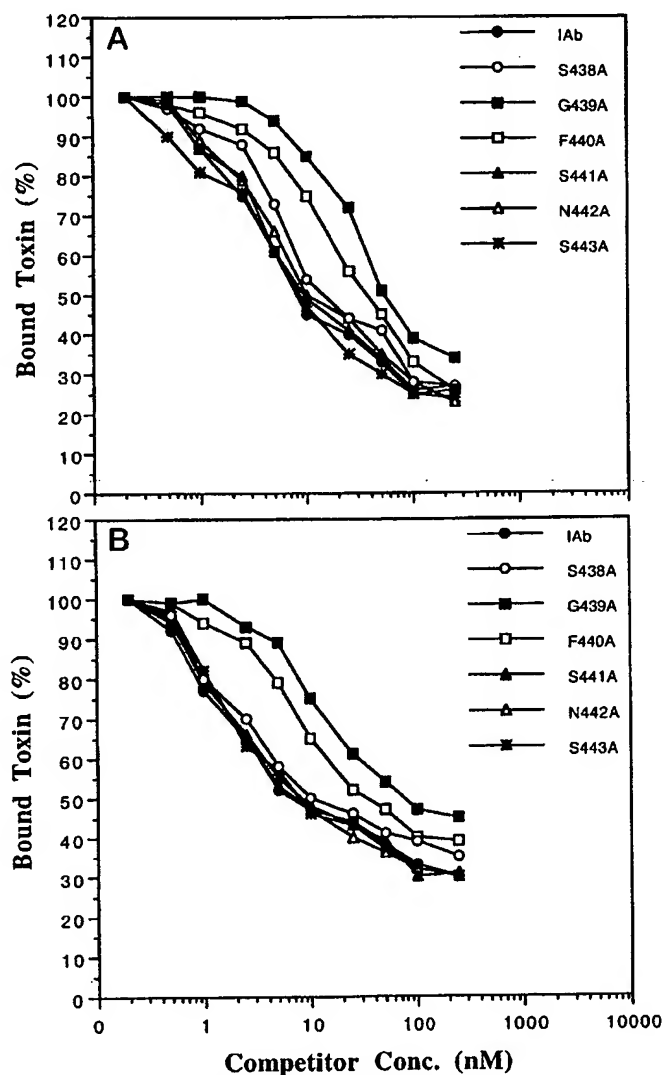 A
120
110
100
90
80
70
60
50
40
30
20
10
0
Bound Toxin (%)
IAb
S438A
G439A
F440A
S441A
N442A
S443A
B
120
110
100
90
80
70
60
50
40
30
20
10
0
Bound Toxin (%)
IAb
S438A
G439A
F440A
S441A
N442A
S443A
0 1 10 100 1000 10000
Competitor Conc. (nM)